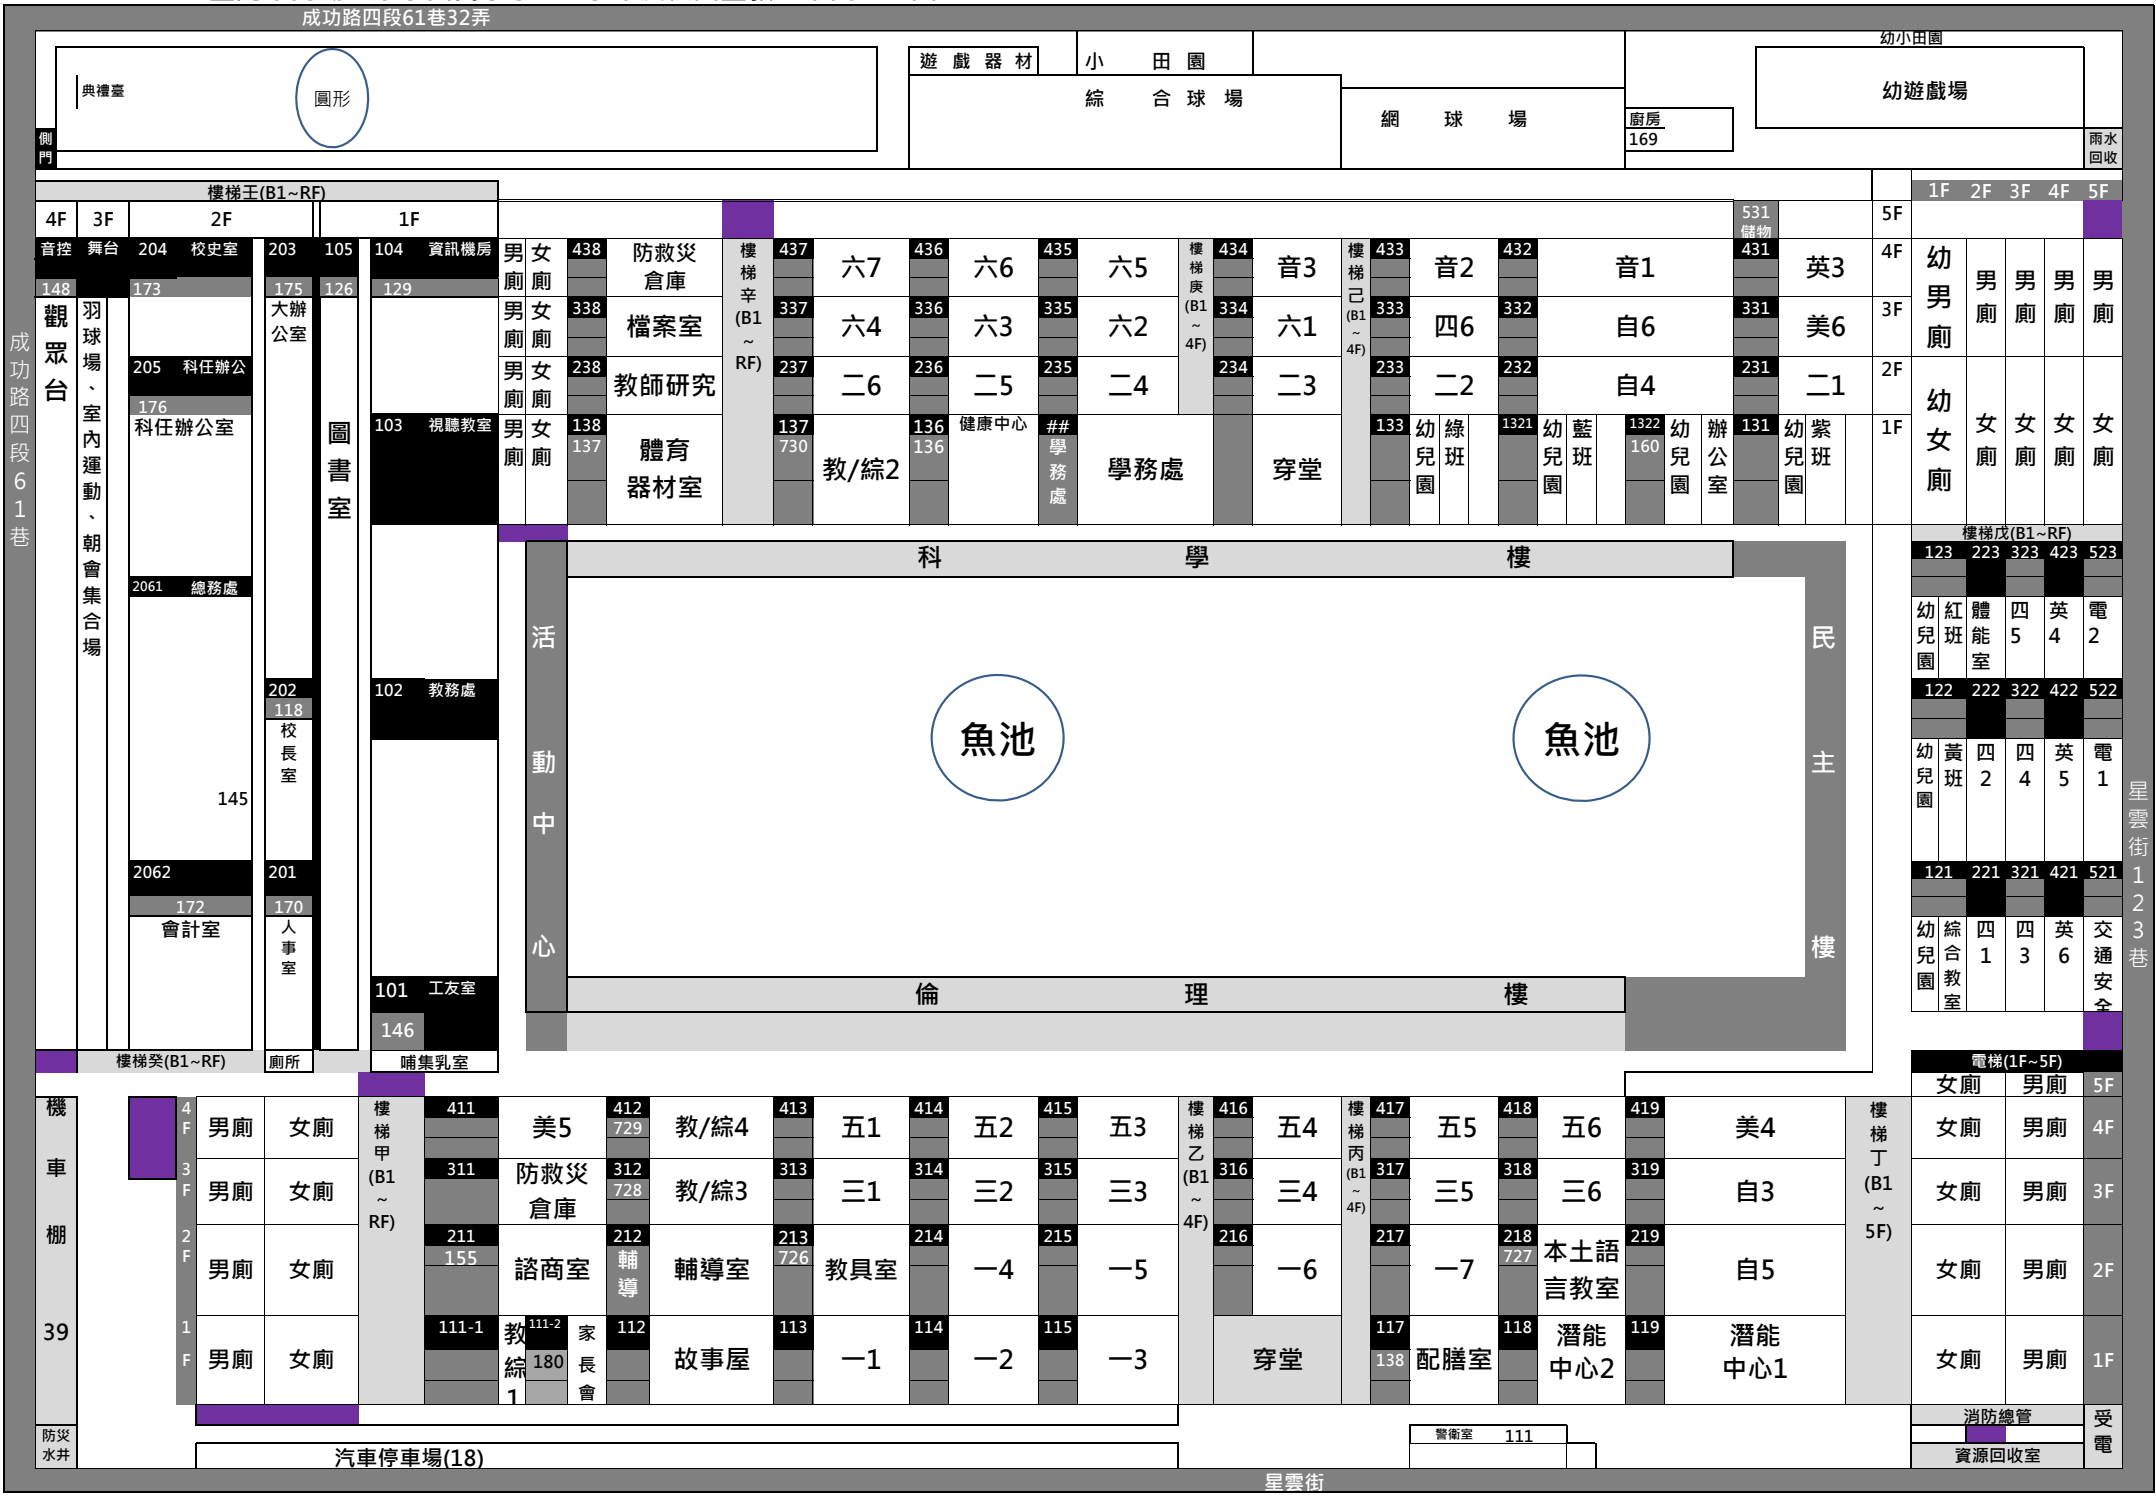 成功路四段61巷32弄
典禮臺
圓形
側門
遊戲器材
小田園
綜合球場
網球場
廚房
169
幼小田園
幼遊戲場
雨水回收
成功路四段61巷
星雲街123巷
樓梯壬(B1~RF)
4F 3F 2F 1F
音控 舞台 204 校史室 203 105 104 資訊機房
148 173 175 126 129
觀眾台
羽球場、室內運動、朝會集合場
大辦公室
205 科任辦公
176
科任辦公室
圖書室
103 視聽教室
2061 總務處
145
202
118
校長室
102 教務處
2062
172
會計室
201
170
人事室
101 工友室
146
樓梯癸(B1~RF) 廁所 哺集乳室
531 儲物 5F
男廁 女廁 438 防救災倉庫 437 六7 436 六6 435 六5 434 音3 433 音2 432 音1 431 英3 4F
男廁 女廁 338 檔案室 337 六4 336 六3 335 六2 334 六1 333 四6 332 自6 331 美6 3F
男廁 女廁 238 教師研究 237 二6 236 二5 235 二4 234 二3 233 二2 232 自4 231 二1 2F
男廁 女廁 138 137 體育器材室 137 730 教/綜2 136 136 健康中心 ## 學務處 學務處 穿堂 133 幼兒園 綠班 1321 幼兒園 藍班 1322 160 幼兒園 辦公室 131 幼兒園 紫班 1F
樓梯辛(B1~RF)
樓梯庚(B1~4F)
樓梯己(B1~4F)
1F 2F 3F 4F 5F
幼男廁 男廁 男廁 男廁 男廁
幼女廁 女廁 女廁 女廁 女廁
樓梯戊(B1~RF)
123 223 323 423 523
幼兒園 紅班 體能室 四5 英4 電2
122 222 322 422 522
幼兒園 黃班 四2 四4 英5 電1
121 221 321 421 521
幼兒園 綜合教室 四1 四3 英6 交通安全
電梯(1F~5F)
科學樓
活動中心
民主樓
魚池
魚池
倫理樓
機車棚
39
防災水井
女廁 男廁 5F
4F 男廁 女廁 411 美5 412 729 教/綜4 413 五1 414 五2 415 五3 416 五4 417 五5 418 五6 419 美4 女廁 男廁 4F
3F 男廁 女廁 311 防救災倉庫 312 728 教/綜3 313 三1 314 三2 315 三3 316 三4 317 三5 318 三6 319 自3 女廁 男廁 3F
2F 男廁 女廁 211 155 諮商室 212 輔導 輔導室 213 726 教具室 214 一4 215 一5 216 一6 217 一7 218 727 本土語言教室 219 自5 女廁 男廁 2F
1F 男廁 女廁 111-1 教綜1 111-2 180 家長會 112 故事屋 113 一1 114 一2 115 一3 穿堂 117 138 配膳室 118 潛能中心2 119 潛能中心1 女廁 男廁 1F
樓梯甲(B1~RF)
樓梯乙(B1~4F)
樓梯丙(B1~4F)
樓梯丁(B1~5F)
消防總管
受電
資源回收室
警衛室 111
汽車停車場(18)
星雲街